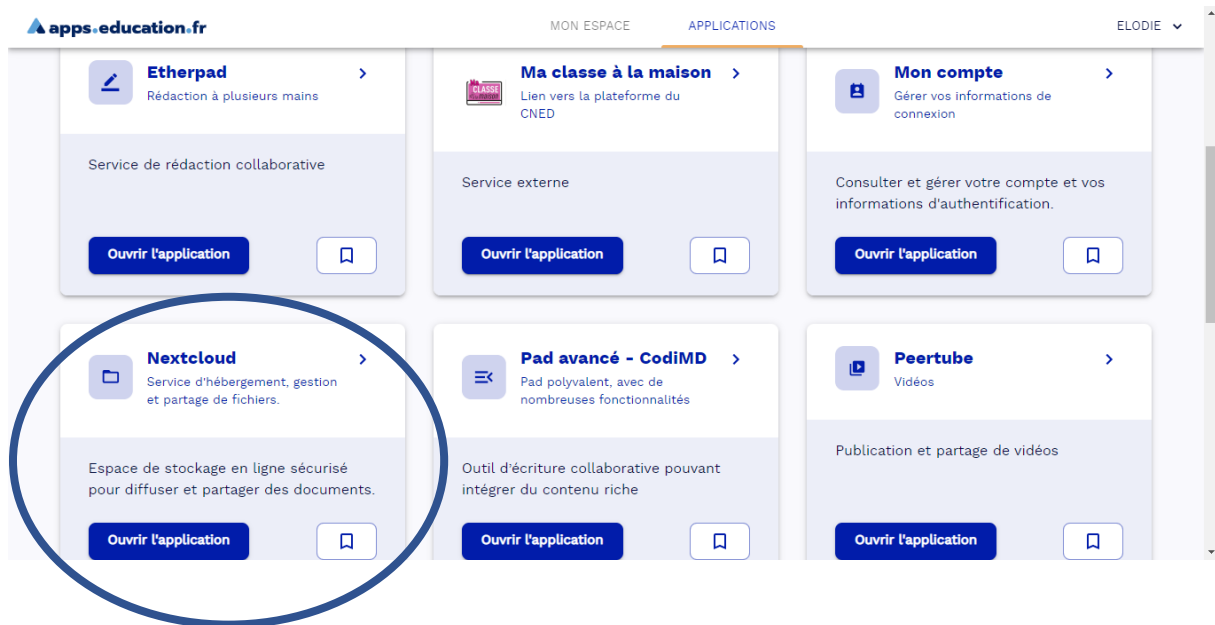 apps.education.fr
MON ESPACE
APPLICATIONS
ELODIE
Etherpad
Rédaction à plusieurs mains
Service de rédaction collaborative
Ouvrir l'application
Ma CLASSE à la maison
Ma classe à la maison
Lien vers la plateforme du
CNED
Service externe
Ouvrir l'application
Mon compte
Gérer vos informations de
connexion
Consulter et gérer votre compte et vos
informations d'authentification.
Ouvrir l'application
Nextcloud
Service d'hébergement, gestion
et partage de fichiers.
Espace de stockage en ligne sécurisé
pour diffuser et partager des documents.
Ouvrir l'application
Pad avancé - CodiMD
Pad polyvalent, avec de
nombreuses fonctionnalités
Outil d'écriture collaborative pouvant
intégrer du contenu riche
Ouvrir l'application
Peertube
Vidéos
Publication et partage de vidéos
Ouvrir l'application